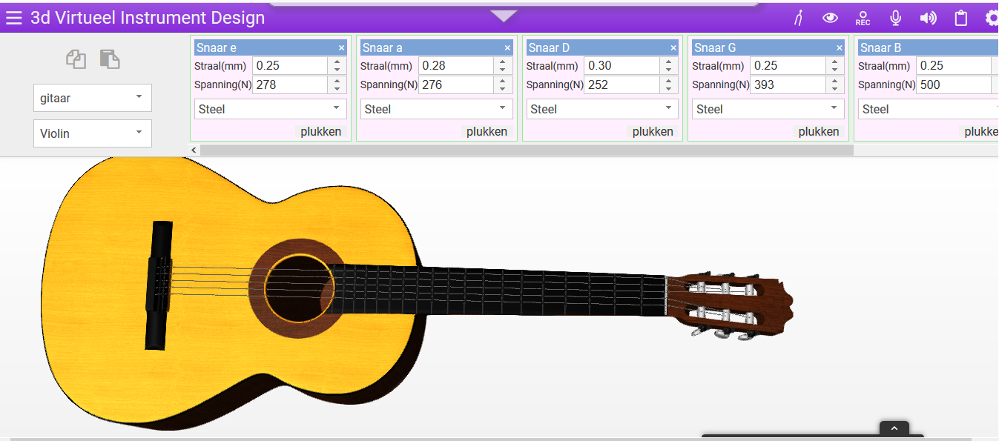 3d Virtueel Instrument Design
REC
gitaar
Violin
Snaar e ×
Straal(mm) 0.25
Spanning(N) 278
Steel
plukken
Snaar a ×
Straal(mm) 0.28
Spanning(N) 276
Steel
plukken
Snaar D ×
Straal(mm) 0.30
Spanning(N) 252
Steel
plukken
Snaar G ×
Straal(mm) 0.25
Spanning(N) 393
Steel
plukken
Snaar B
Straal(mm) 0.25
Spanning(N) 500
Steel
plukke